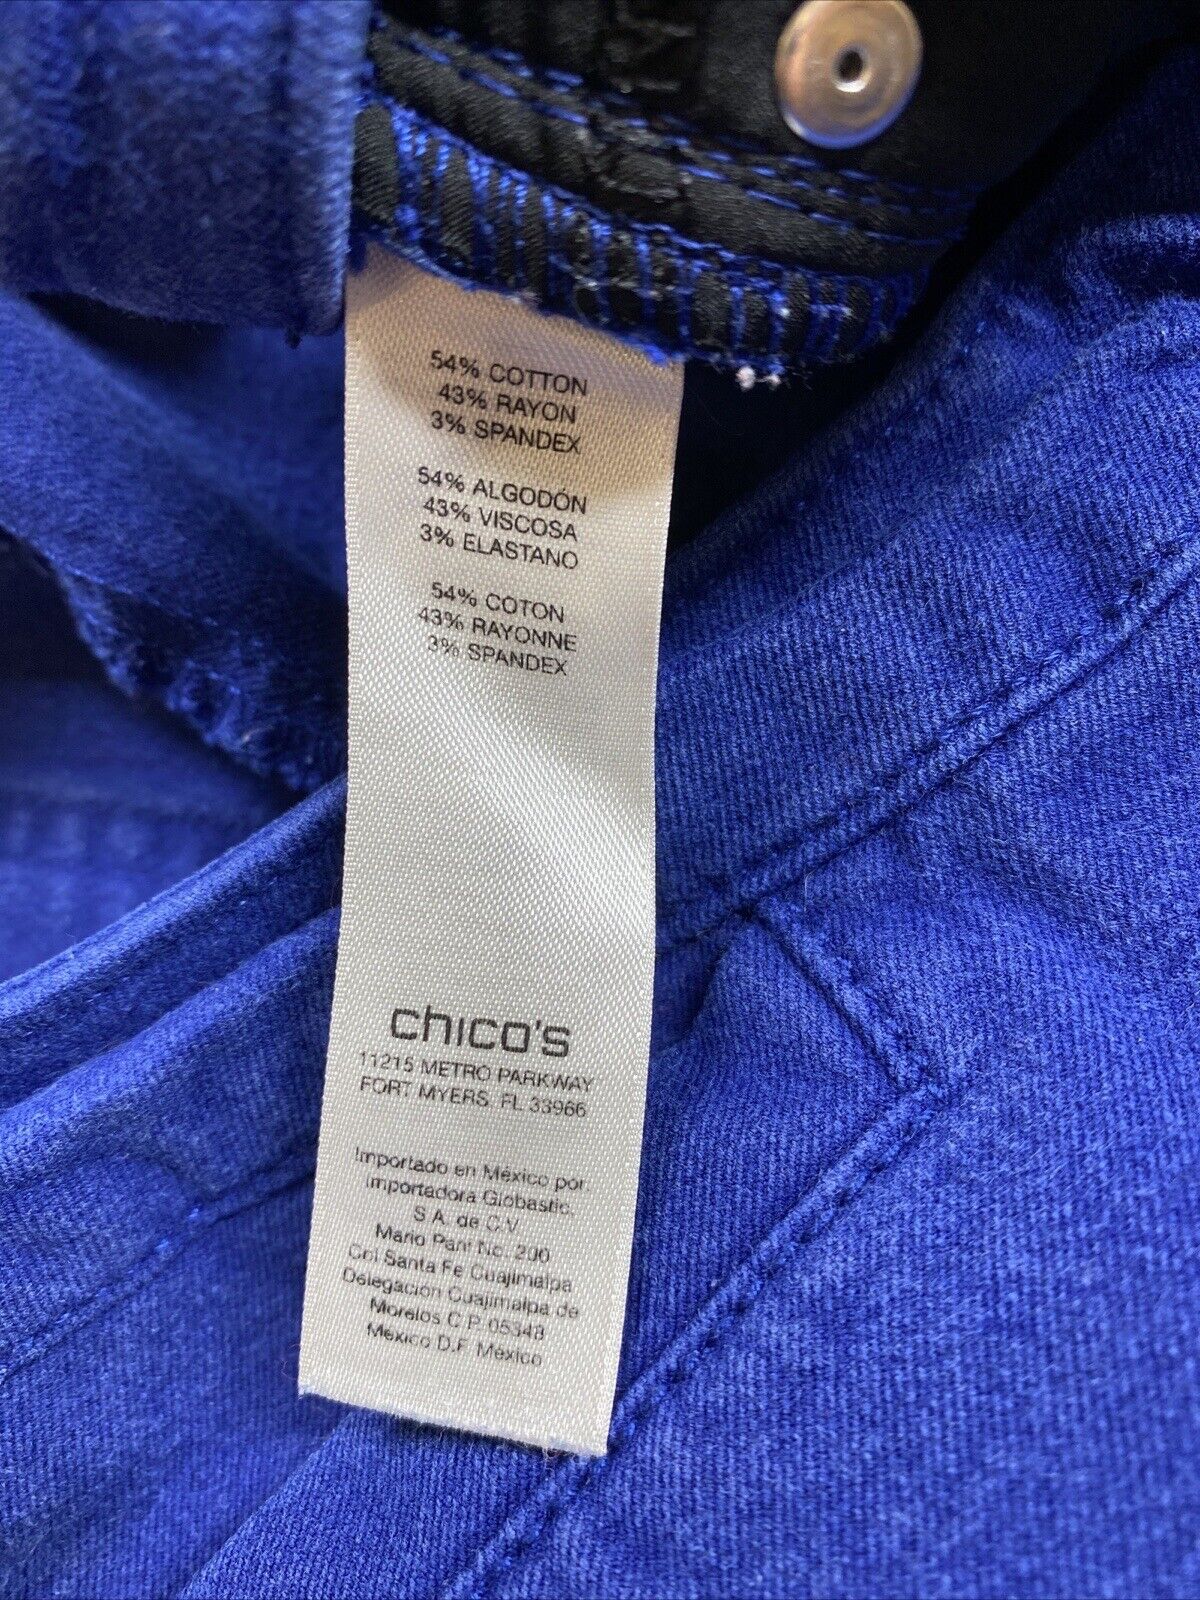 54% COTTON
43% RAYON
3% SPANDEX
54% ALGODÓN
43% VISCOSA
3% ELASTANO
54% COTON
43% RAYONNE
3% SPANDEX
chico's
11215 METRO PARKWAY
FORT MYERS, FL 33966
Importado en México por:
Importadora Globastic,
S.A. de C.V.
Mario Pani No. 200
Col Santa Fe Cuajimalpa
Delegacion Cuajimalpa de
Morelos C.P. 05348
México D.F. México